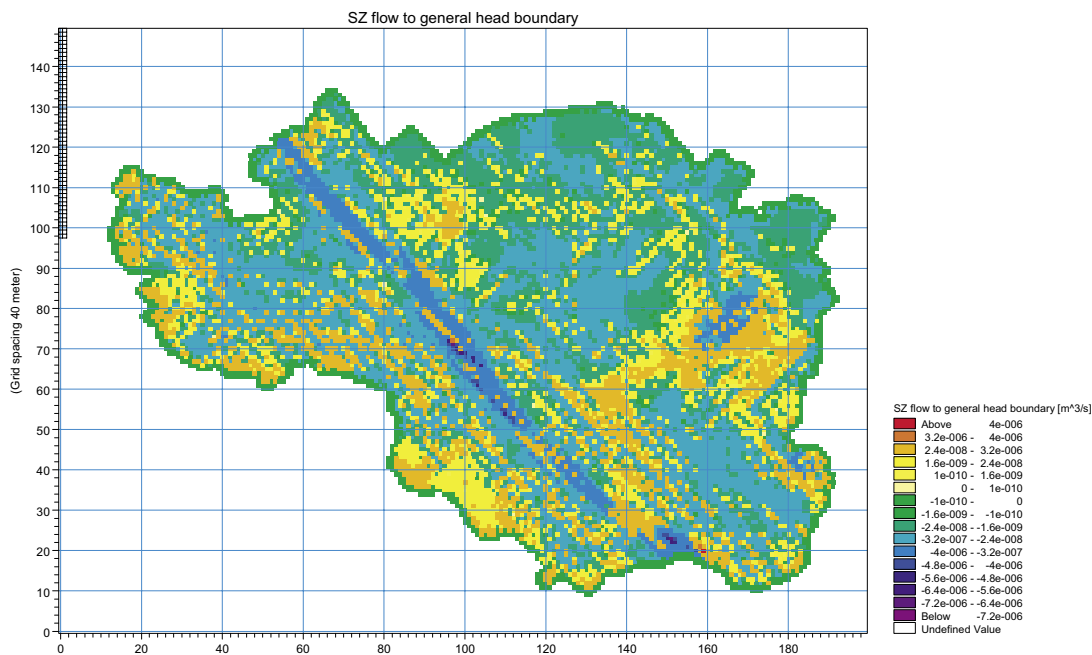 SZ flow to general head boundary
140
130
120
110
100
90
80
70
60
50
40
30
20
10
0
(Grid spacing 40 meter)
0 20 40 60 80 100 120 140 160 180
SZ flow to general head boundary [m^3/s]
Above 4e-006
3.2e-006 - 4e-006
2.4e-008 - 3.2e-006
1.6e-009 - 2.4e-008
1e-010 - 1.6e-009
0 - 1e-010
-1e-010 - 0
-1.6e-009 - -1e-010
-2.4e-008 - -1.6e-009
-3.2e-007 - -2.4e-008
-4e-006 - -3.2e-007
-4.8e-006 - -4e-006
-5.6e-006 - -4.8e-006
-6.4e-006 - -5.6e-006
-7.2e-006 - -6.4e-006
Below -7.2e-006
Undefined Value